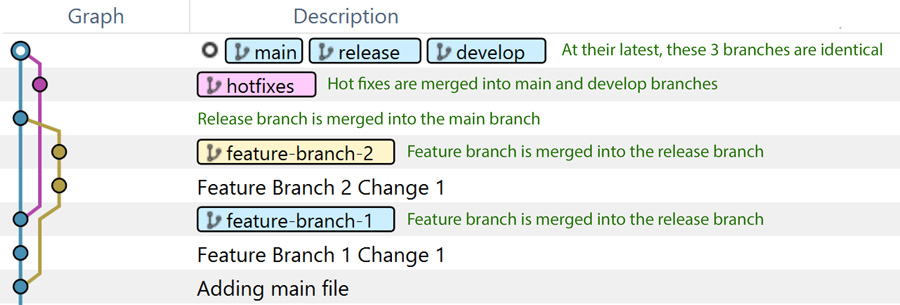 Graph Description
main release develop At their latest, these 3 branches are identical
hotfixes Hot fixes are merged into main and develop branches
Release branch is merged into the main branch
feature-branch-2 Feature branch is merged into the release branch
Feature Branch 2 Change 1
feature-branch-1 Feature branch is merged into the release branch
Feature Branch 1 Change 1
Adding main file